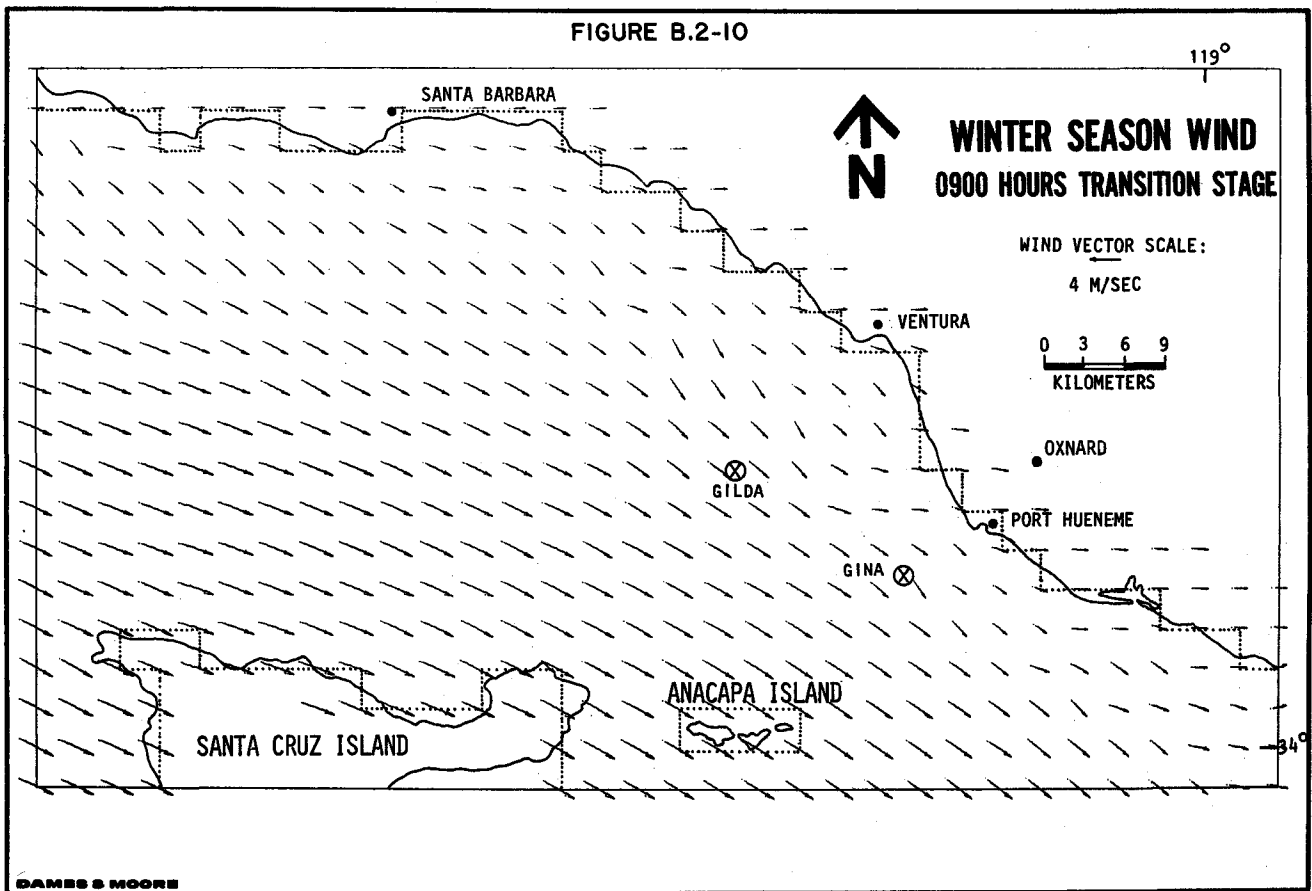 FIGURE B.2-10
119°
SANTA BARBARA
N
WINTER SEASON WIND
0900 HOURS TRANSITION STAGE
WIND VECTOR SCALE:
4 M/SEC
VENTURA
0 3 6 9
KILOMETERS
OXNARD
GILDA
PORT HUENEME
GINA
ANACAPA ISLAND
SANTA CRUZ ISLAND
34°
DAMES & MOORE